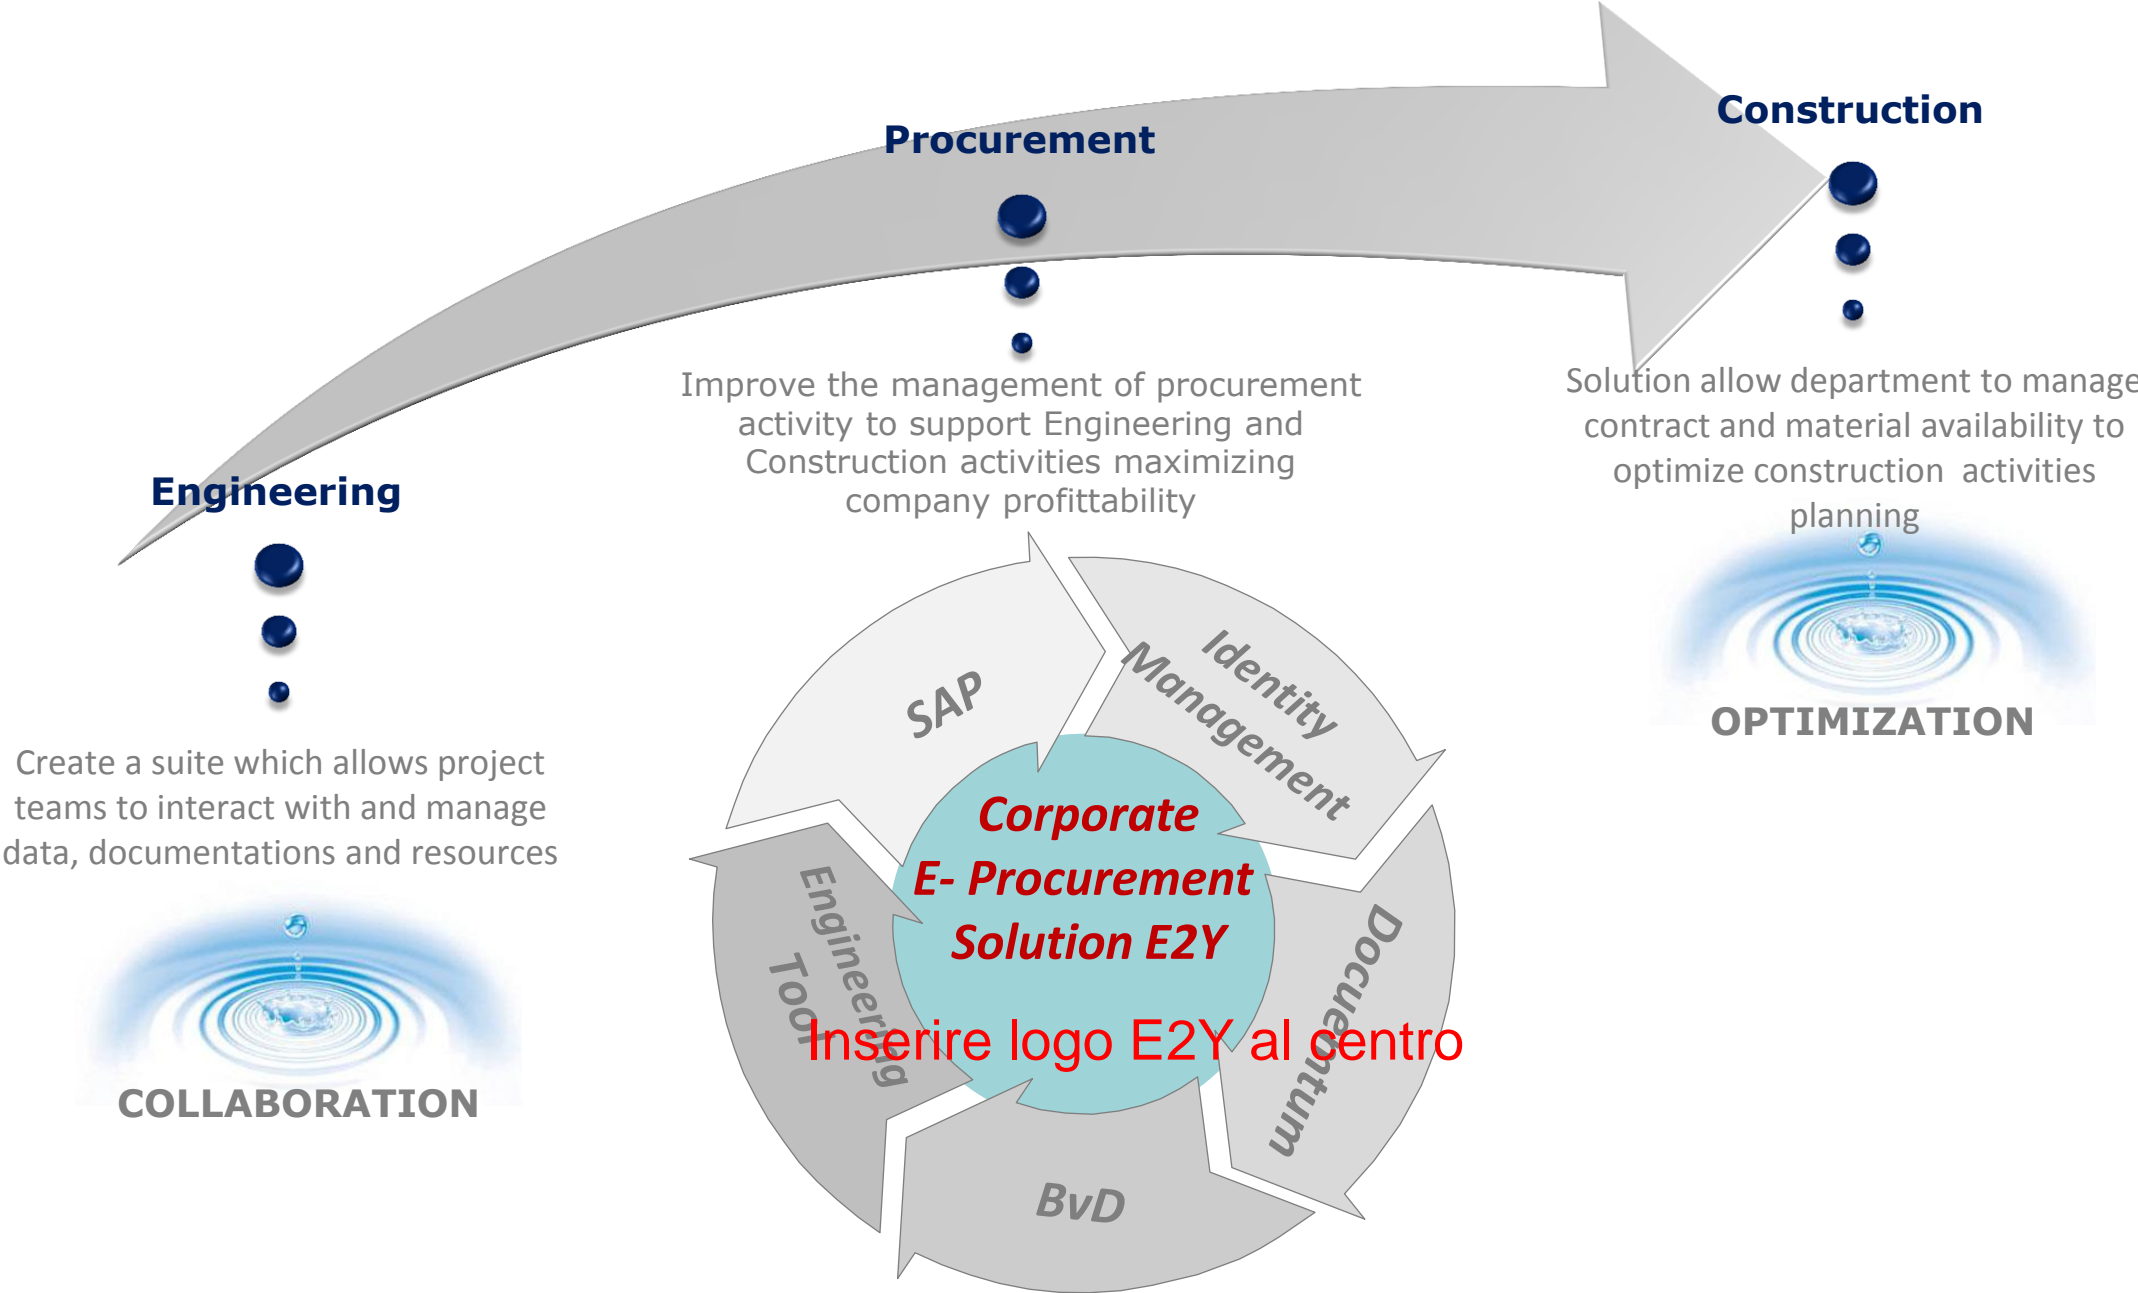 Construction
Procurement
Improve the management of procurement
activity to support Engineering and
Construction activities maximizing
company profittability
Solution allow department to manage
contract and material availability to
optimize construction  activities
planning
OPTIMIZATION
Engineering
Create a suite which allows project
teams to interact with and manage
data, documentations and resources
COLLABORATION
SAP
Identity
Management
Documentum
BvD
Engineering
Tool
Corporate
E- Procurement
Solution E2Y
Inserire logo E2Y al centro